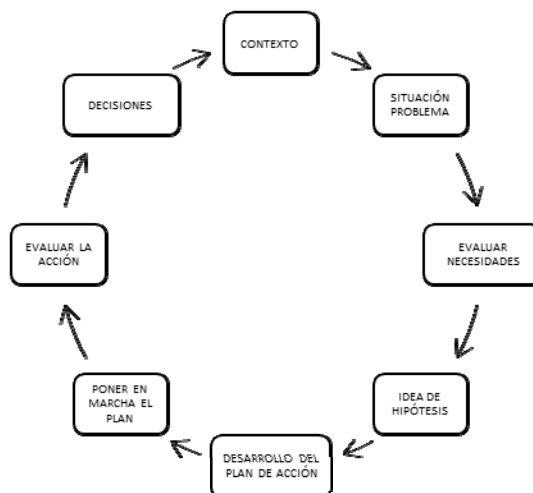 CONTEXTO
SITUACIÓN
PROBLEMA
EVALUAR
NECESIDADES
IDEA DE
HIPÓTESIS
DESARROLLO DEL
PLAN DE ACCIÓN
PONER EN
MARCHA EL
PLAN
EVALUAR LA
ACCIÓN
DECISIONES